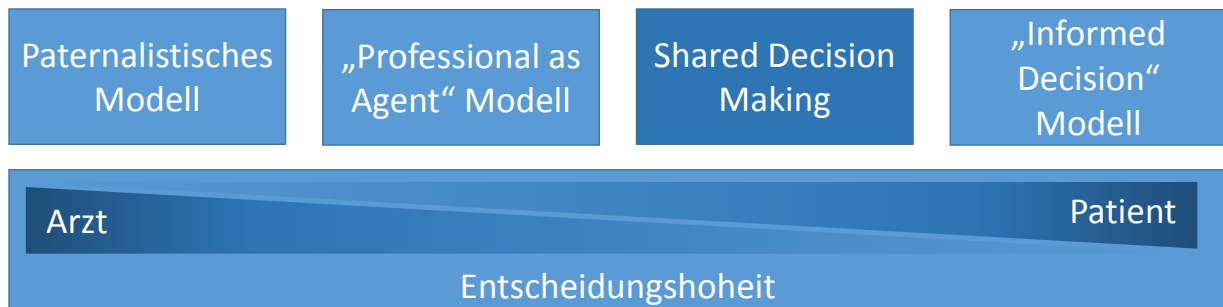 Paternalistisches
Modell
„Professional as
Agent“ Modell
Shared Decision
Making
„Informed
Decision“
Modell
Arzt
Patient
Entscheidungshoheit